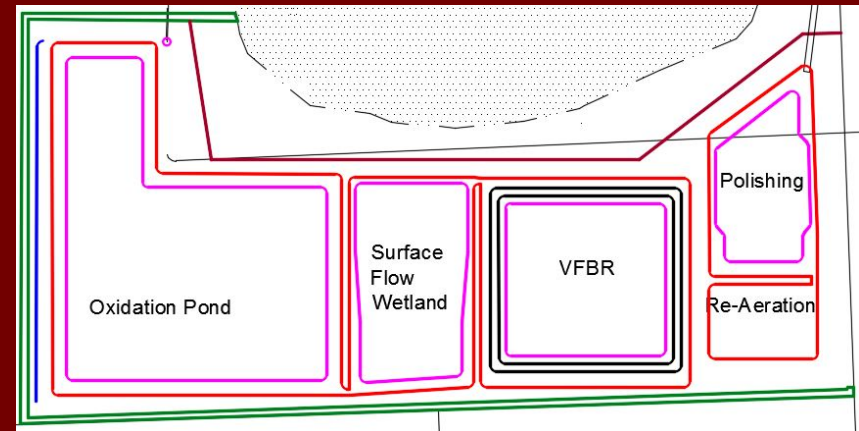 Oxidation Pond
Surface
Flow
Wetland
VFBR
Polishing
Re-Aeration